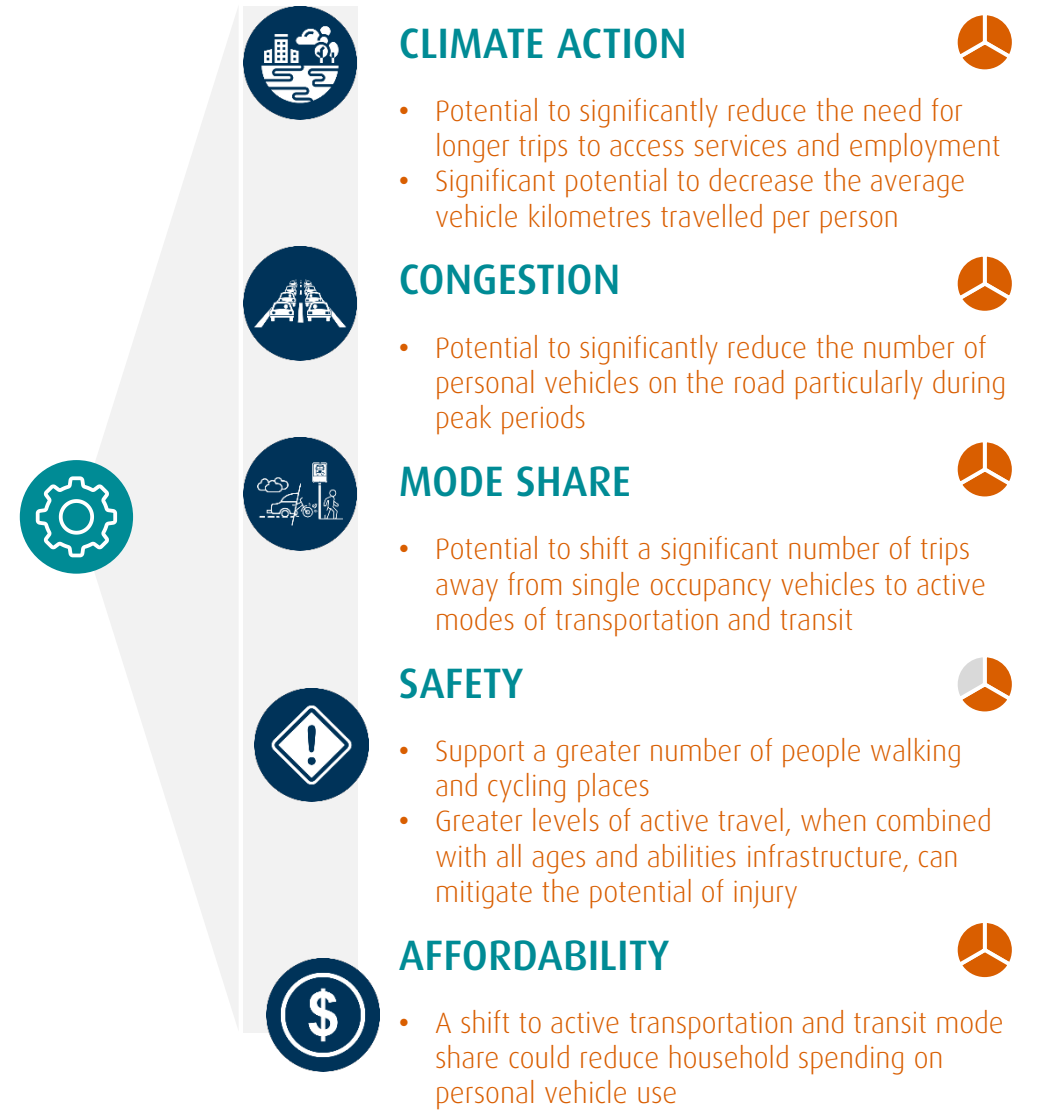 CLIMATE ACTION
• Potential to significantly reduce the need for
longer trips to access services and employment
• Significant potential to decrease the average
vehicle kilometres travelled per person
CONGESTION
• Potential to significantly reduce the number of
personal vehicles on the road particularly during
peak periods
MODE SHARE
• Potential to shift a significant number of trips
away from single occupancy vehicles to active
modes of transportation and transit
SAFETY
• Support a greater number of people walking
and cycling places
• Greater levels of active travel, when combined
with all ages and abilities infrastructure, can
mitigate the potential of injury
AFFORDABILITY
$
• A shift to active transportation and transit mode
share could reduce household spending on
personal vehicle use